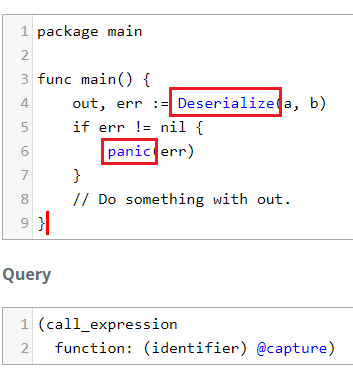 1 package main
2
3 func main() {
4     out, err := Deserialize(a, b)
5     if err != nil {
6         panic(err)
7     }
8     // Do something with out.
9 }
Query
1 (call_expression
2   function: (identifier) @capture)